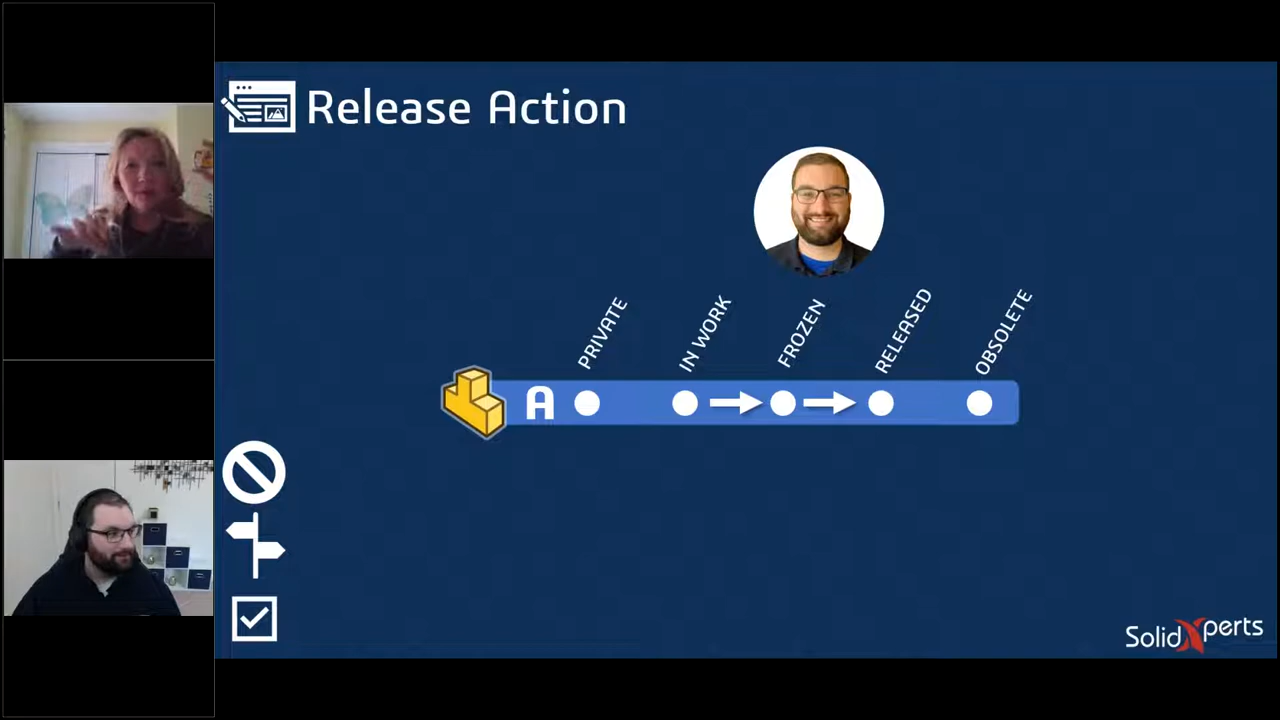 Release Action
PRIVATE
IN WORK
FROZEN
RELEASED
OBSOLETE
A
SolidXperts